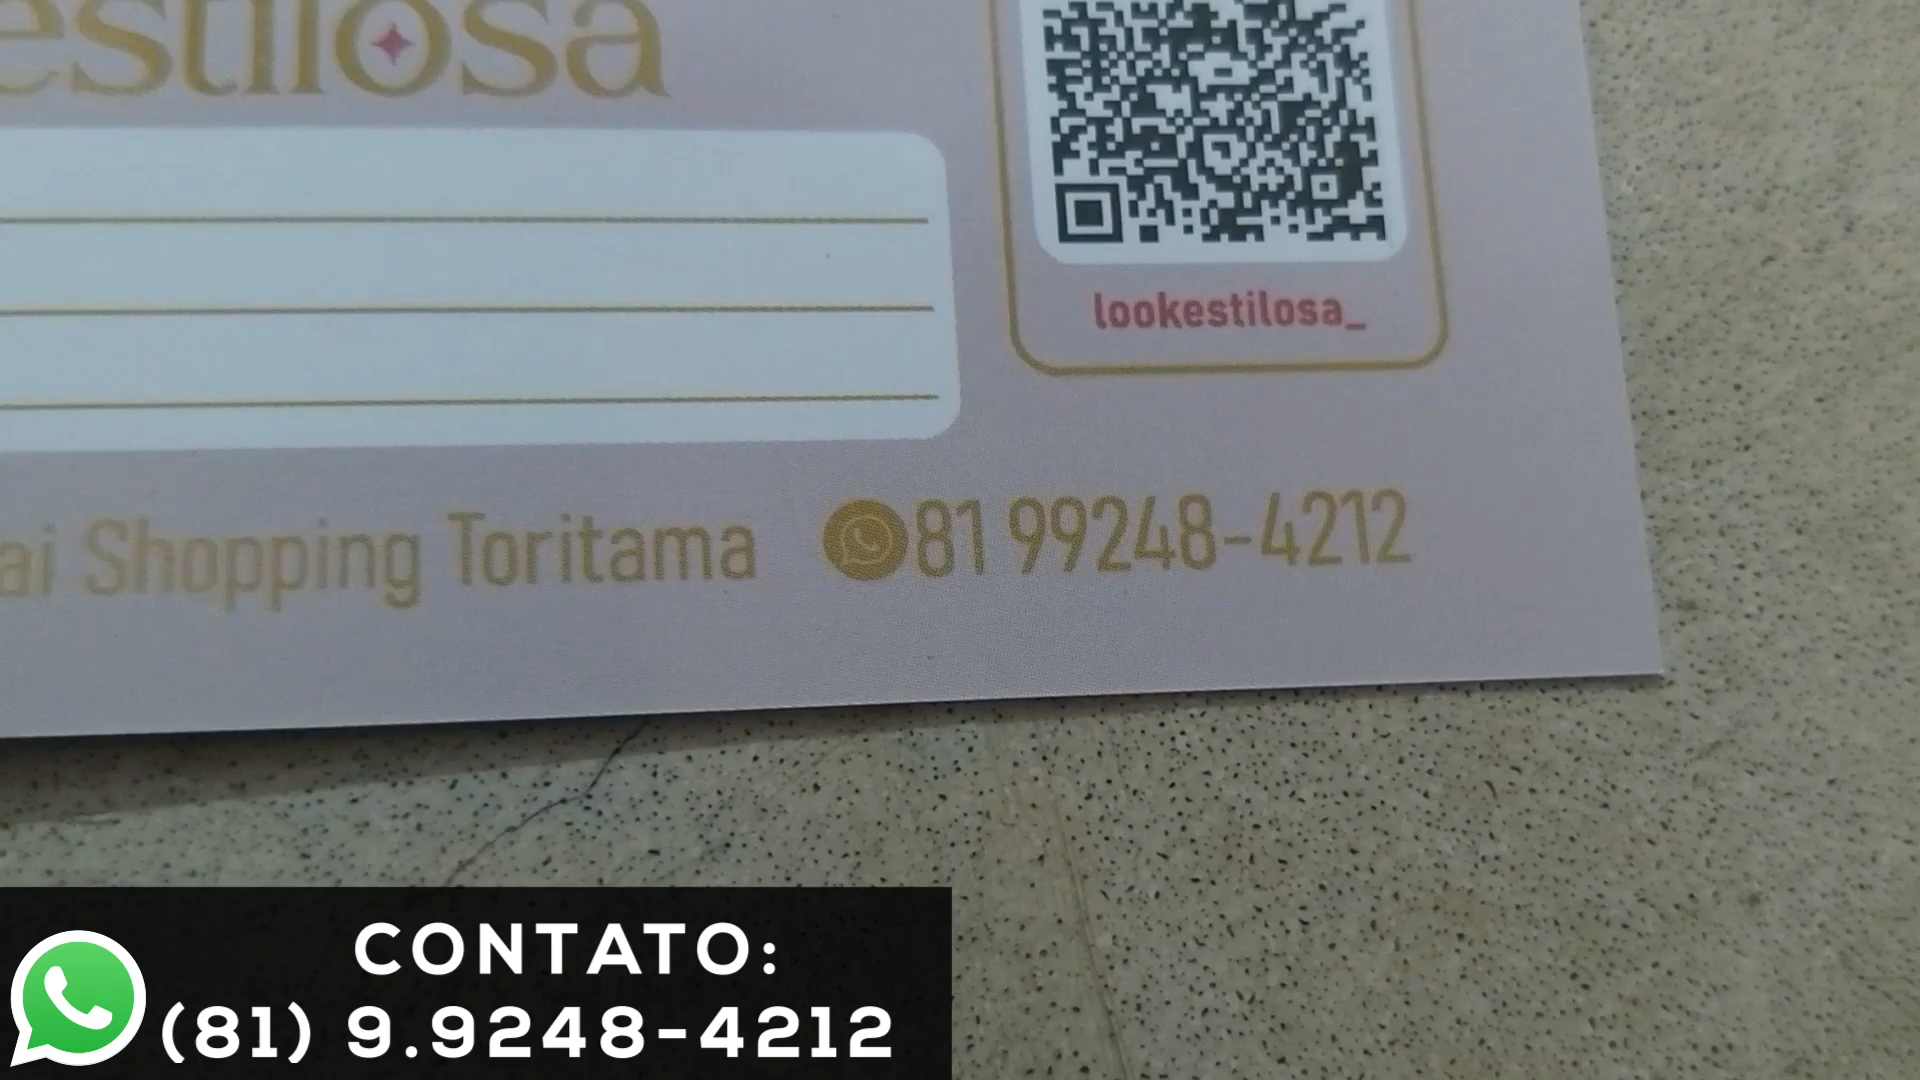 estilosa
lookestilosa_
ai Shopping Toritama 81 99248-4212
CONTATO:
(81) 9.9248-4212